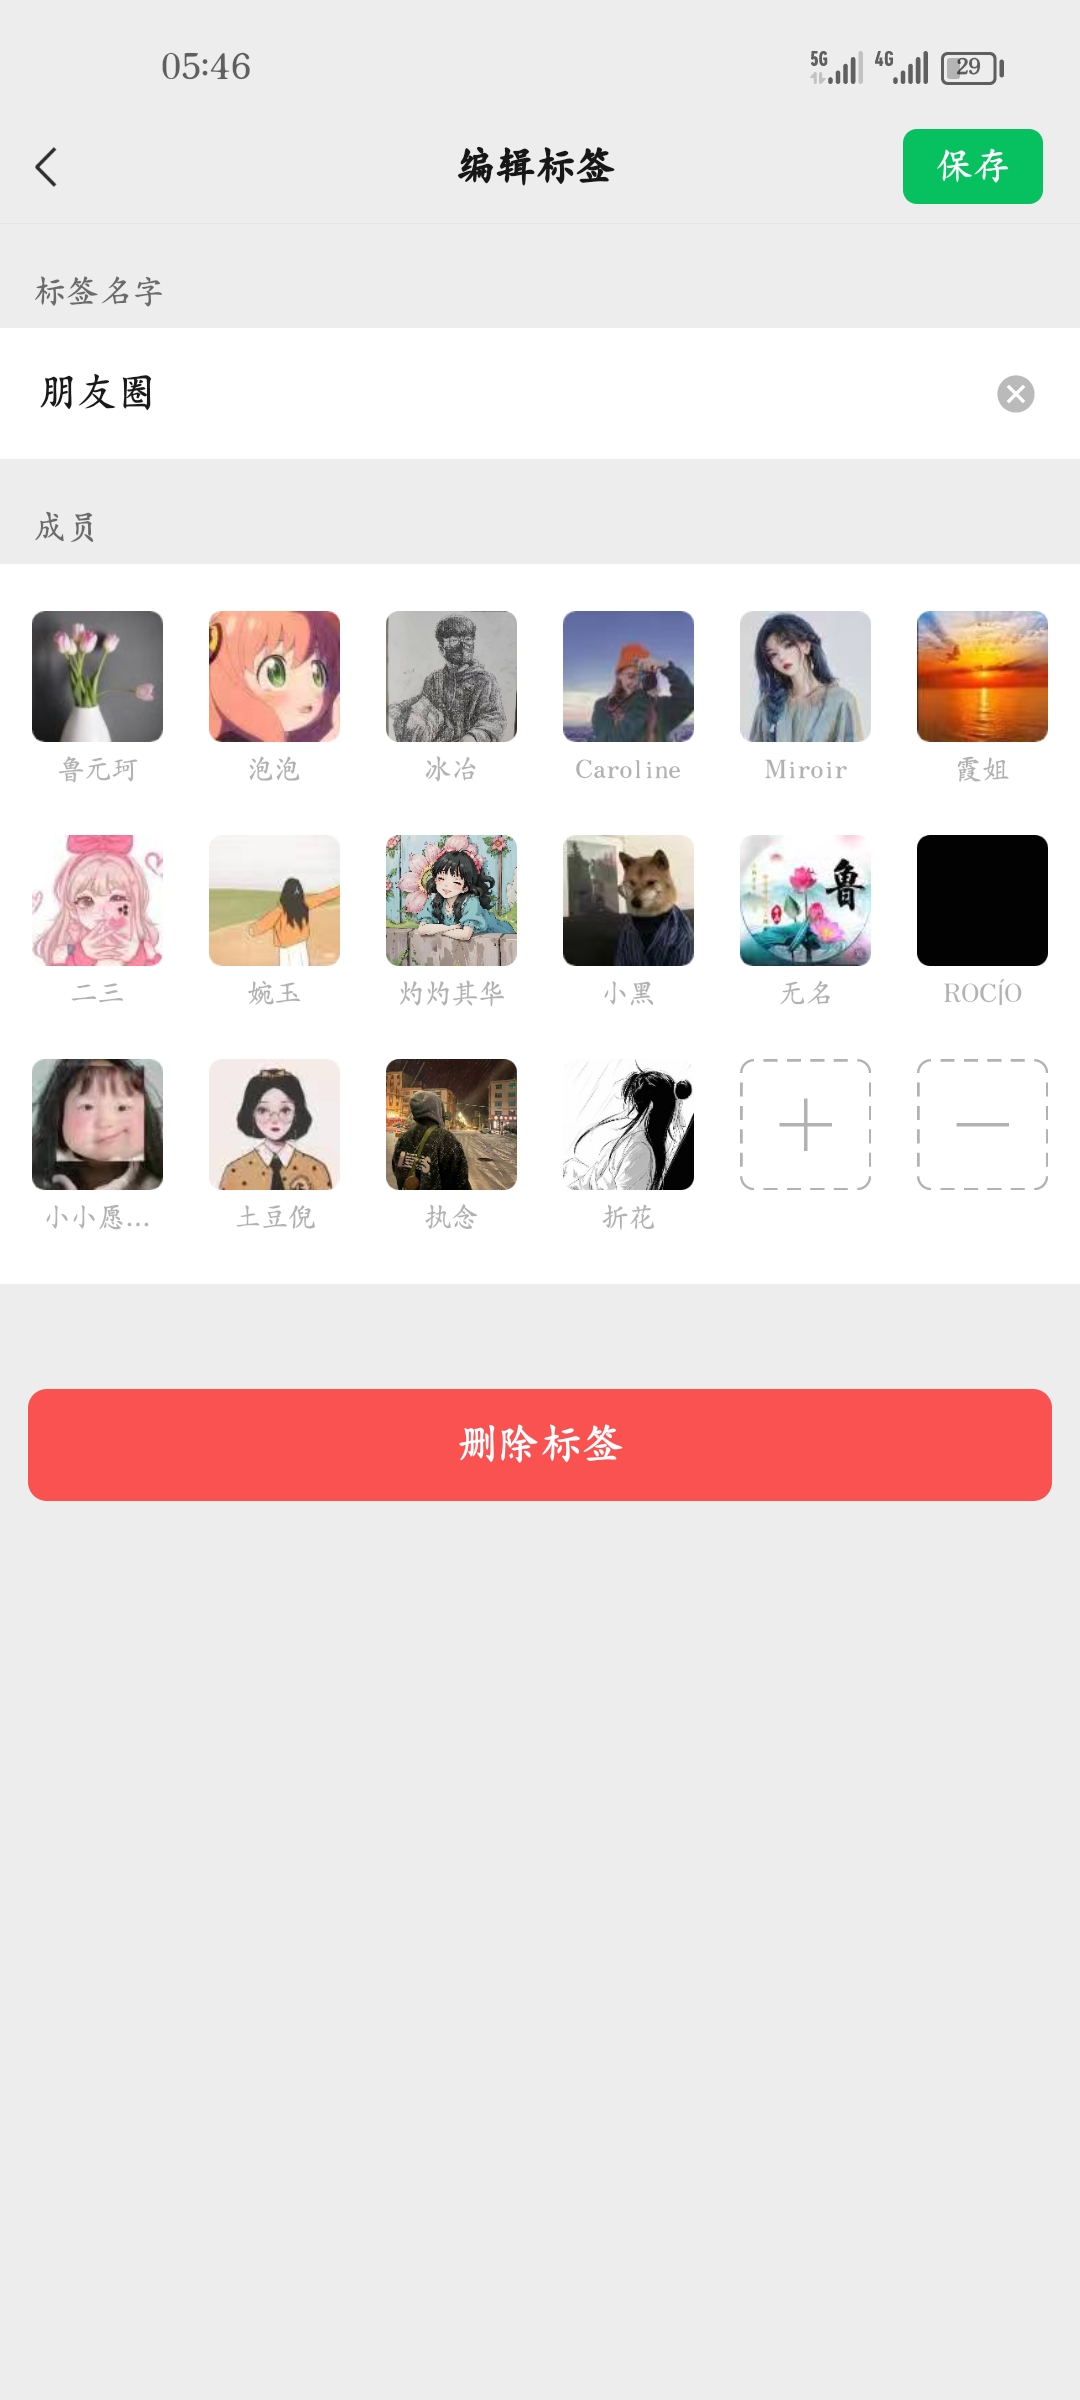 05:46 5G 4G 29
编辑标签 保存
标签名字
朋友圈
成员
鲁元珂 泡泡 冰冶 Caroline Miroir 霞姐
鲁
二三 婉玉 灼灼其华 小黑 无名 ROCÍO
小小愿... 土豆倪 执念 折花
删除标签